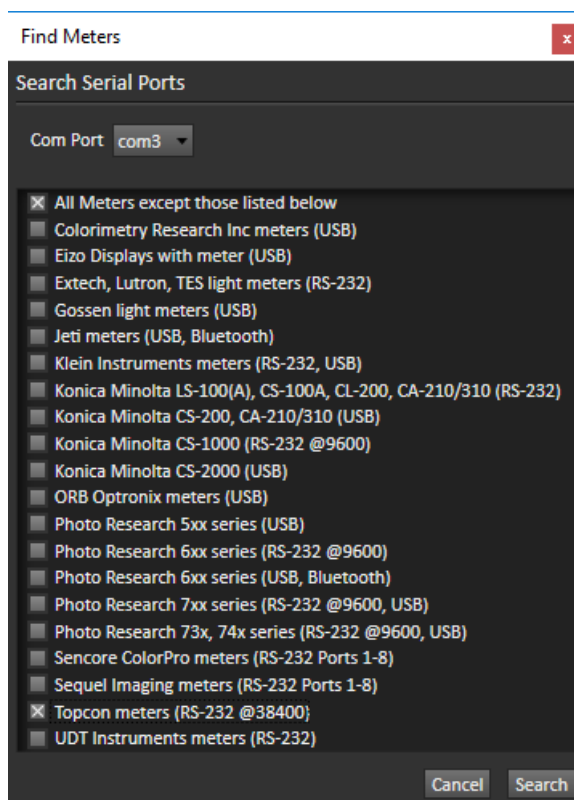 Find Meters
x
Search Serial Ports
Com Port com3
All Meters except those listed below
Colorimetry Research Inc meters (USB)
Eizo Displays with meter (USB)
Extech, Lutron, TES light meters (RS-232)
Gossen light meters (USB)
Jeti meters (USB, Bluetooth)
Klein Instruments meters (RS-232, USB)
Konica Minolta LS-100(A), CS-100A, CL-200, CA-210/310 (RS-232)
Konica Minolta CS-200, CA-210/310 (USB)
Konica Minolta CS-1000 (RS-232 @9600)
Konica Minolta CS-2000 (USB)
ORB Optronix meters (USB)
Photo Research 5xx series (USB)
Photo Research 6xx series (RS-232 @9600)
Photo Research 6xx series (USB, Bluetooth)
Photo Research 7xx series (RS-232 @9600, USB)
Photo Research 73x, 74x series (RS-232 @9600, USB)
Sencore ColorPro meters (RS-232 Ports 1-8)
Sequel Imaging meters (RS-232 Ports 1-8)
Topcon meters (RS-232 @38400)
UDT Instruments meters (RS-232)
Cancel Search